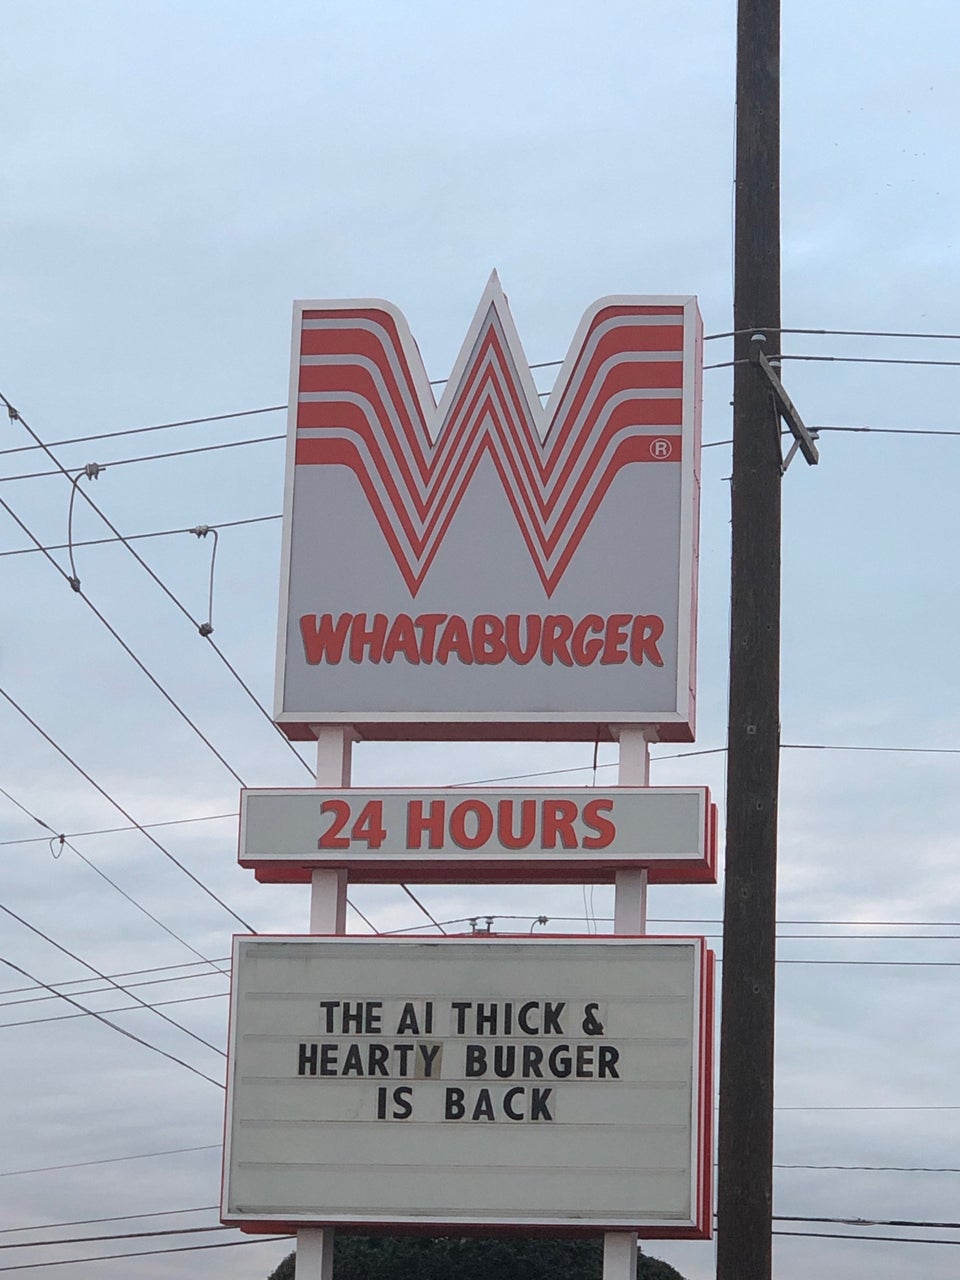 ®
WHATABURGER
24 HOURS
THE AI THICK &
HEARTY BURGER
IS BACK